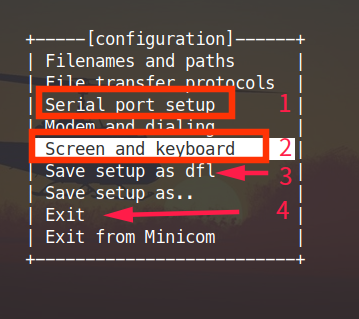 +-----[configuration]------+
| Filenames and paths |
| File transfer protocols |
| Serial port setup 1 |
| Modem and dialing |
| Screen and keyboard 2 |
| Save setup as dfl 3 |
| Save setup as.. |
| Exit 4 |
| Exit from Minicom |
+--------------------------+